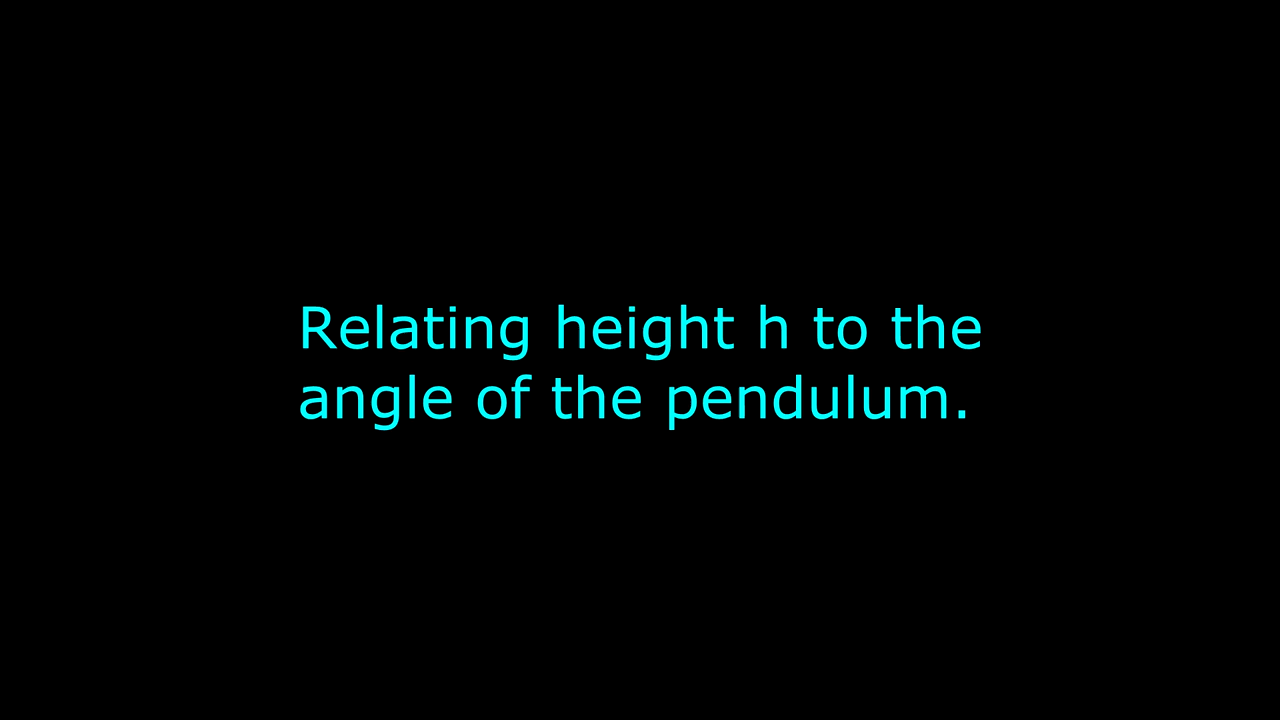 Relating height h to the
angle of the pendulum.